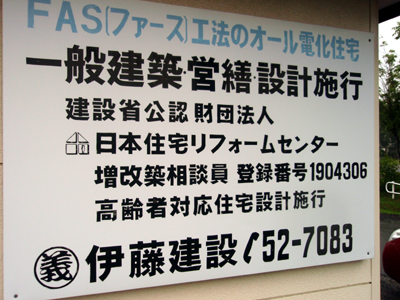 FAS(ファース)工法のオール電化住宅
一般建築・営繕・設計施行
建設省公認 財団法人
日本住宅リフォームセンター
増改築相談員 登録番号1904306
高齢者対応住宅設計施行
義 伊藤建設 52-7083